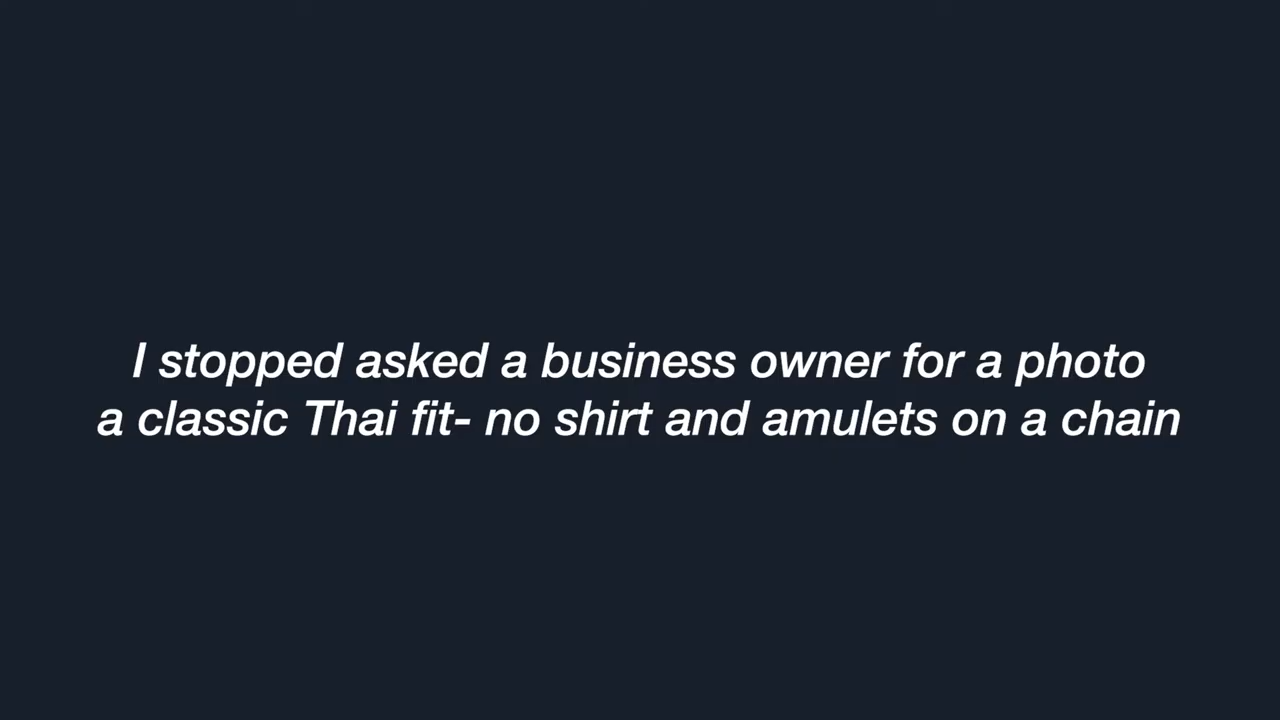 I stopped asked a business owner for a photo
a classic Thai fit- no shirt and amulets on a chain